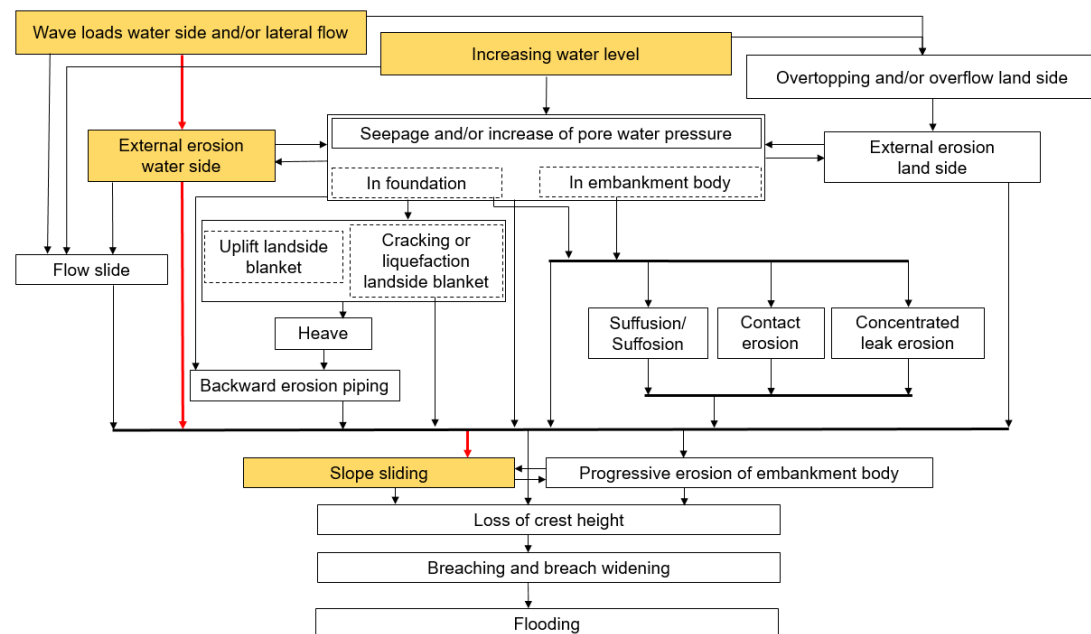 Wave loads water side and/or lateral flow
Increasing water level
Overtopping and/or overflow land side
Seepage and/or increase of pore water pressure
External erosion
water side
External erosion
land side
In foundation
In embankment body
Uplift landside
blanket
Cracking or
liquefaction
landside blanket
Flow slide
Heave
Suffusion/
Suffosion
Contact
erosion
Concentrated
leak erosion
Backward erosion piping
Slope sliding
Progressive erosion of embankment body
Loss of crest height
Breaching and breach widening
Flooding